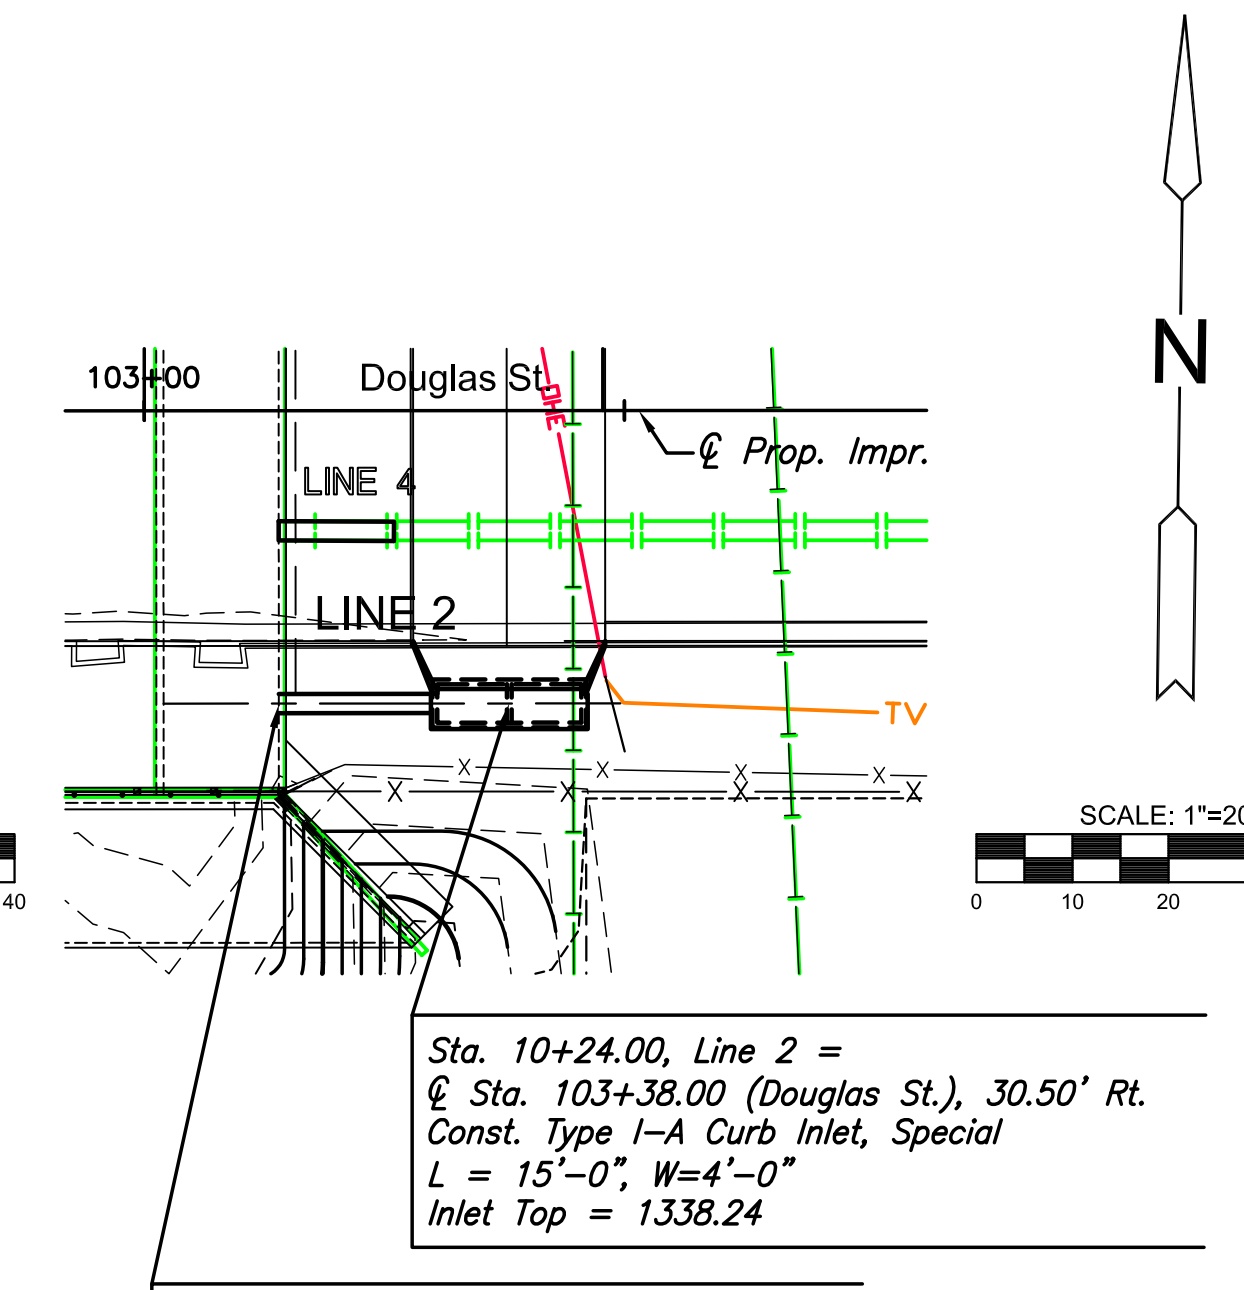 N
103+00
Douglas St.
OHE
℄ Prop. Impr.
LINE 4
LINE 2
TV
X X X X
X X X X
SCALE: 1"=20
40
0 10 20
Sta. 10+24.00, Line 2 =
℄ Sta. 103+38.00 (Douglas St.), 30.50' Rt.
Const. Type I-A Curb Inlet, Special
L = 15'-0", W=4'-0"
Inlet Top = 1338.24